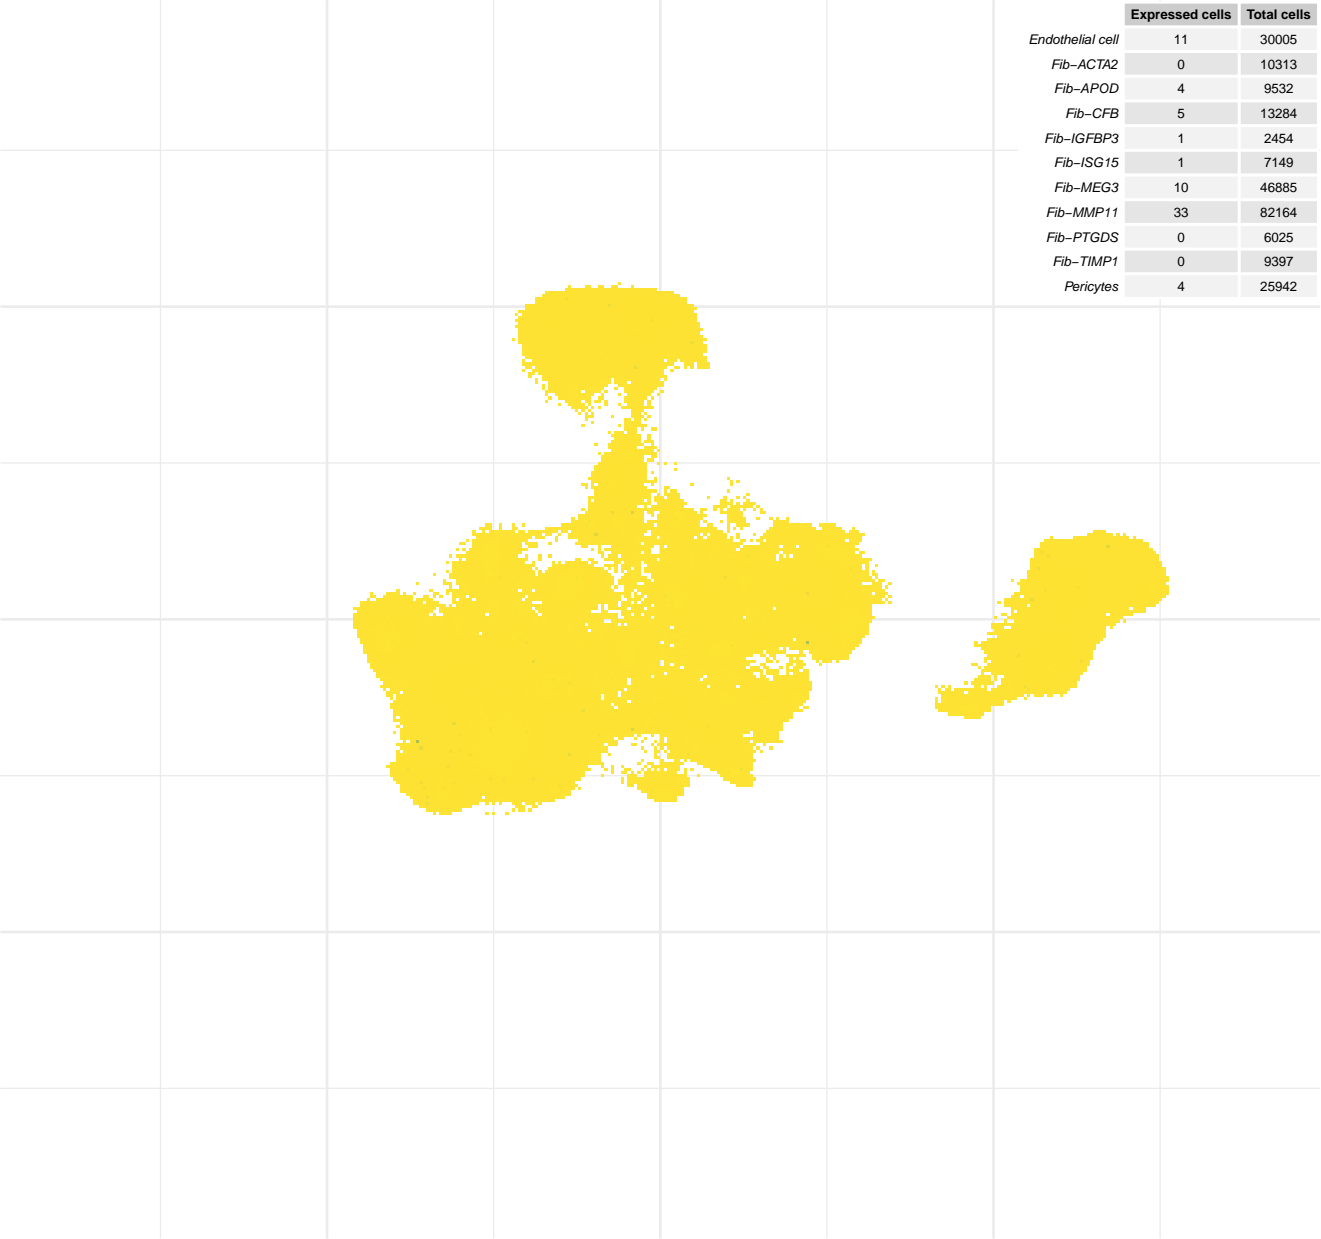 Expressed cells Total cells
Endothelial cell 11 30005
Fib−ACTA2 0 10313
Fib−APOD 4 9532
Fib−CFB 5 13284
Fib−IGFBP3 1 2454
Fib−ISG15 1 7149
Fib−MEG3 10 46885
Fib−MMP11 33 82164
Fib−PTGDS 0 6025
Fib−TIMP1 0 9397
Pericytes 4 25942